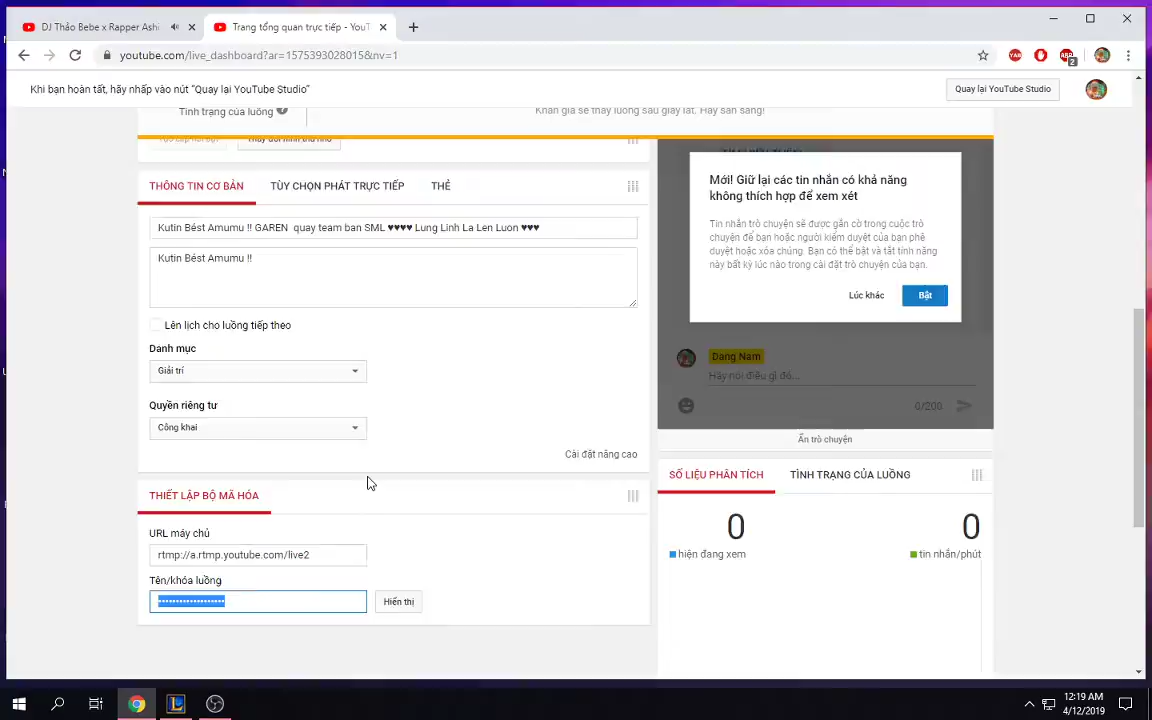 DJ Thảo Bebe x Rapper Ashi
Trang tổng quan trực tiếp - YouT
youtube.com/live_dashboard?ar=1575393028015&nv=1
2
Khi bạn hoàn tất, hãy nhấp vào nút "Quay lại YouTube Studio"
Quay lại YouTube Studio
Tình trạng của luồng
Khán giả sẽ thấy luồng sau giây lát. Hãy sẵn sàng!
THÔNG TIN CƠ BẢN
TÙY CHỌN PHÁT TRỰC TIẾP
THẺ
Kutin Bést Amumu !! GAREN quay team ban SML ♥♥♥♥ Lung Linh La Len Luon ♥♥♥
Kutin Bést Amumu !!
Lên lịch cho luồng tiếp theo
Danh mục
Giải trí
Quyền riêng tư
Công khai
Cài đặt nâng cao
THIẾT LẬP BỘ MÃ HÓA
URL máy chủ
rtmp://a.rtmp.youtube.com/live2
Tên/khóa luồng
••••••••••••••••••••
Hiển thị
Mới! Giữ lại các tin nhắn có khả năng
không thích hợp để xem xét
Tin nhắn trò chuyện sẽ được gắn cờ trong cuộc trò
chuyện để bạn hoặc người kiểm duyệt của bạn phê
duyệt hoặc xóa chúng. Bạn có thể bật và tắt tính năng
này bất kỳ lúc nào trong cài đặt trò chuyện của bạn.
Lúc khác
Bật
Dang Nam
Hãy nói điều gì đó...
0/200
Ẩn trò chuyện
SỐ LIỆU PHÂN TÍCH
TÌNH TRẠNG CỦA LUỒNG
0
0
hiện đang xem
tin nhắn/phút
12:19 AM
4/12/2019